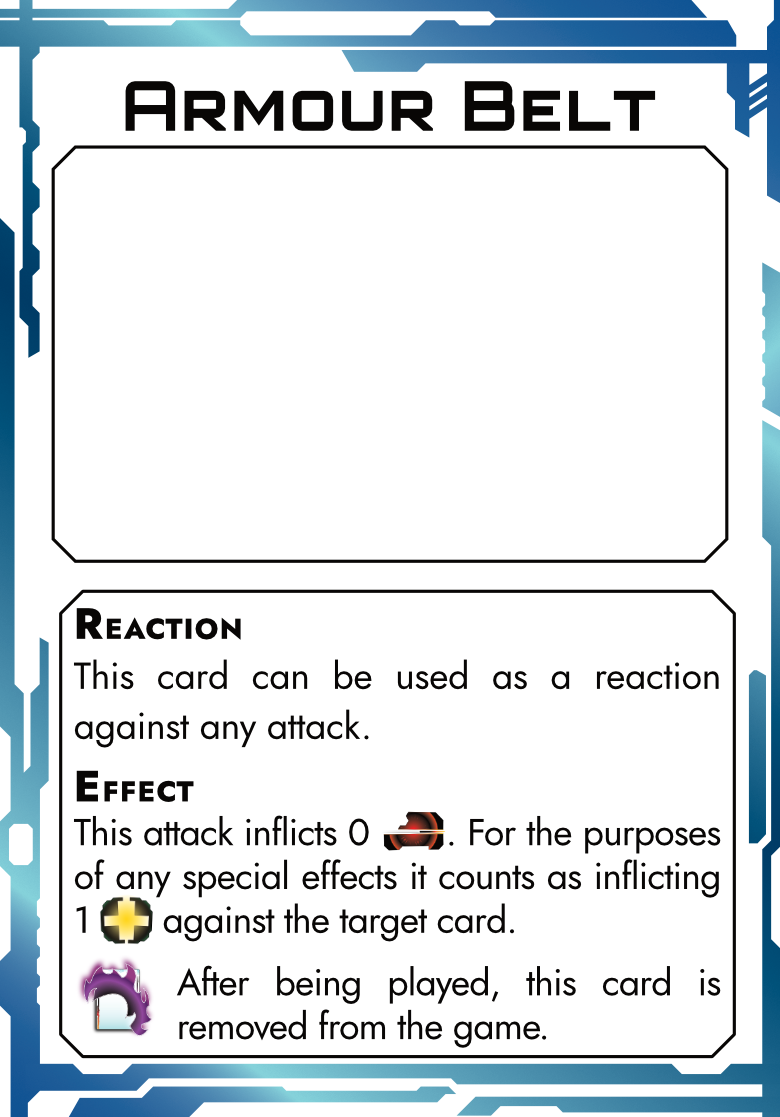 ARMOUR BELT
REACTION
This card can be used as a reaction
against any attack.
EFFECT
This attack inflicts 0 . For the purposes
of any special effects it counts as inflicting
1 against the target card.
After being played, this card is
removed from the game.